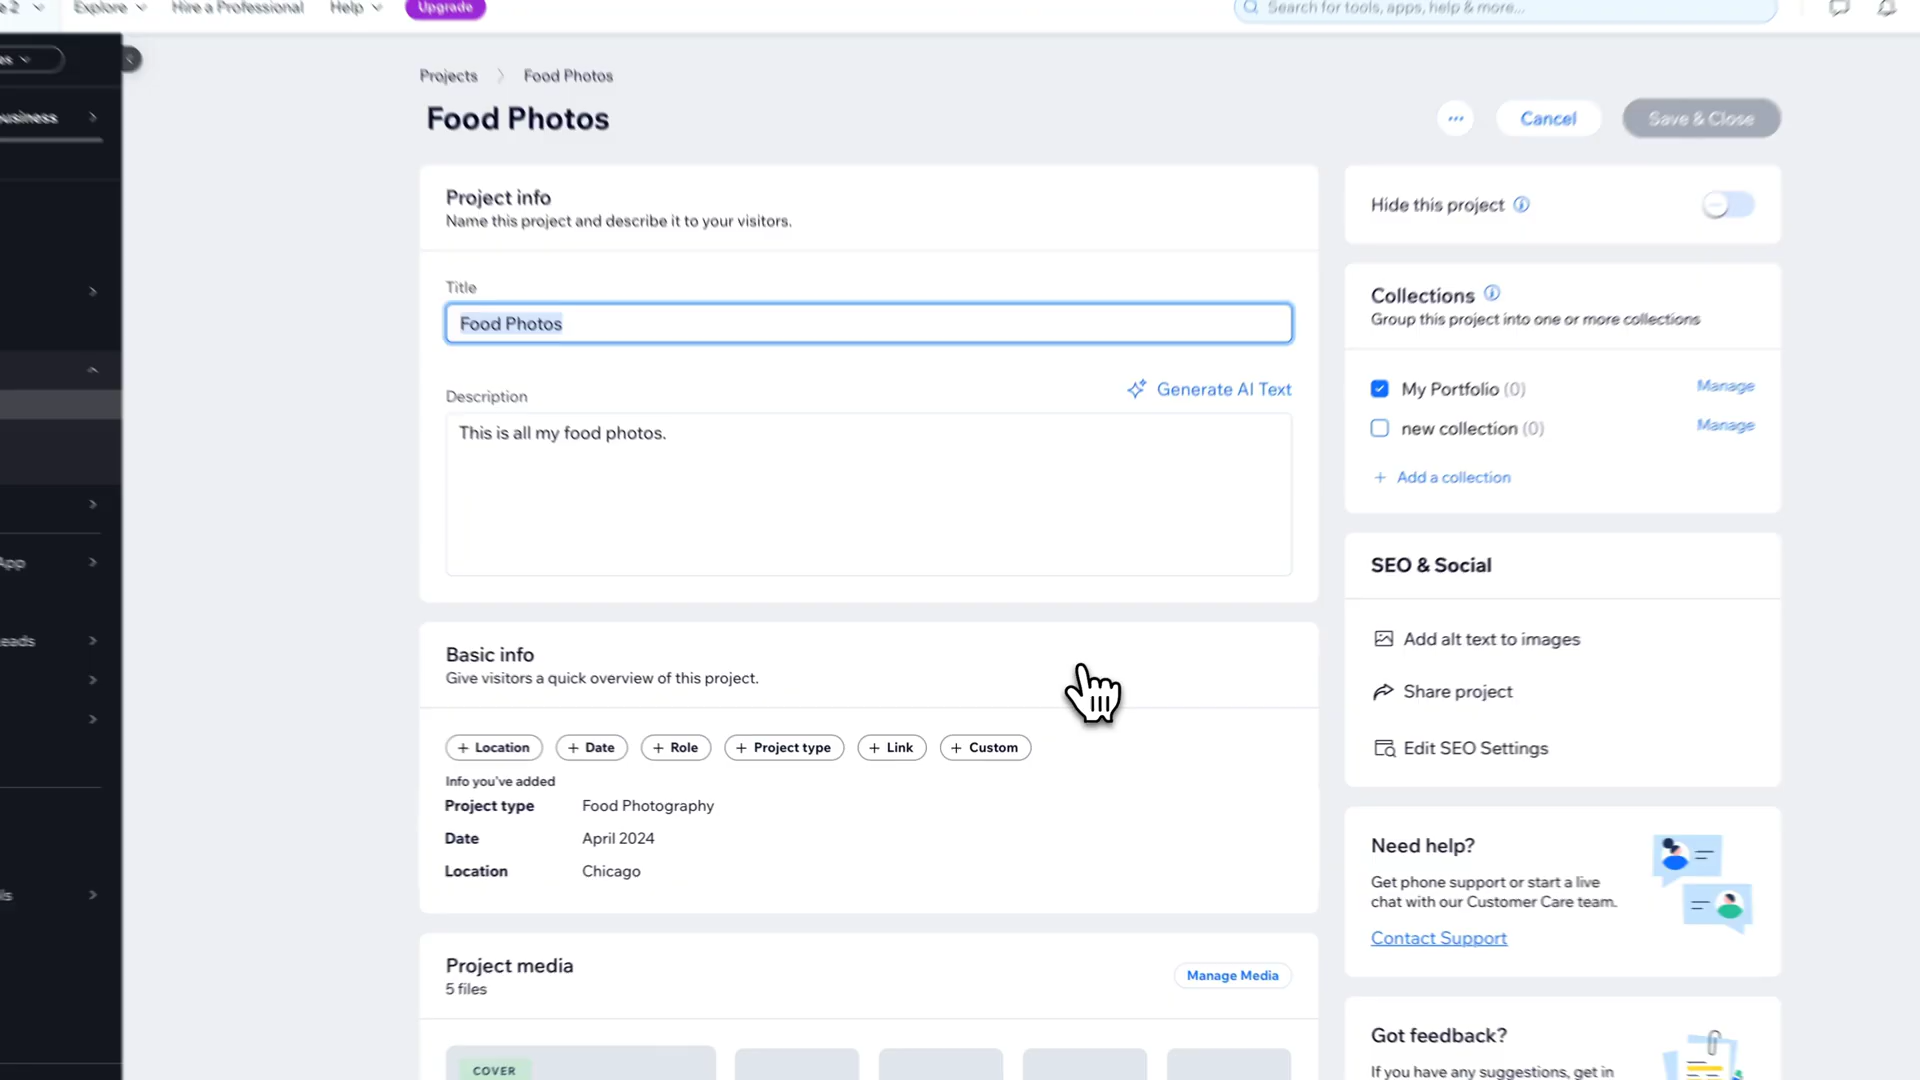 Explore
Hire a Professional
Help
Upgrade
Search for tools, apps, help & more...
Projects > Food Photos
Food Photos
... Cancel Save & Close
Project info
Name this project and describe it to your visitors.
Title
Food Photos
Description
Generate AI Text
This is all my food photos.
Basic info
Give visitors a quick overview of this project.
+ Location + Date + Role + Project type + Link + Custom
Info you've added
Project type Food Photography
Date April 2024
Location Chicago
Project media
5 files
Manage Media
COVER
Hide this project
Collections
Group this project into one or more collections
My Portfolio (0) Manage
new collection (0) Manage
+ Add a collection
SEO & Social
Add alt text to images
Share project
Edit SEO Settings
Need help?
Get phone support or start a live
chat with our Customer Care team.
Contact Support
Got feedback?
If you have any suggestions, get in